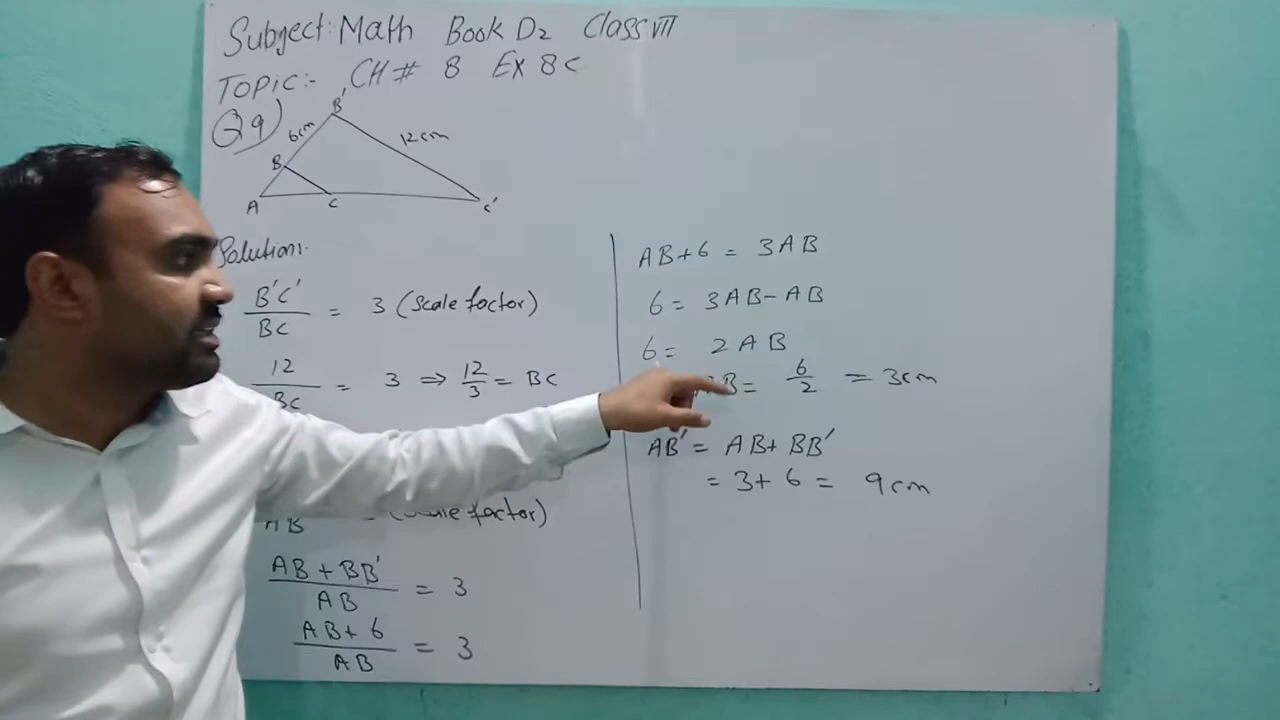 Subject: Math Book D2 Class VII
TOPIC:- CH# 8 Ex 8c
Q9)
B'
6cm
12cm
B
A
C
C'
Solution:-
B'C' / BC = 3 (Scale factor)
12 / BC = 3 ⇒ 12/3 = BC
AB
(Scale factor)
AB + BB' / AB = 3
AB + 6 / AB = 3
AB+6 = 3AB
6 = 3AB-AB
6 = 2AB
B = 6/2 = 3cm
AB' = AB+ BB'
= 3+ 6 = 9cm